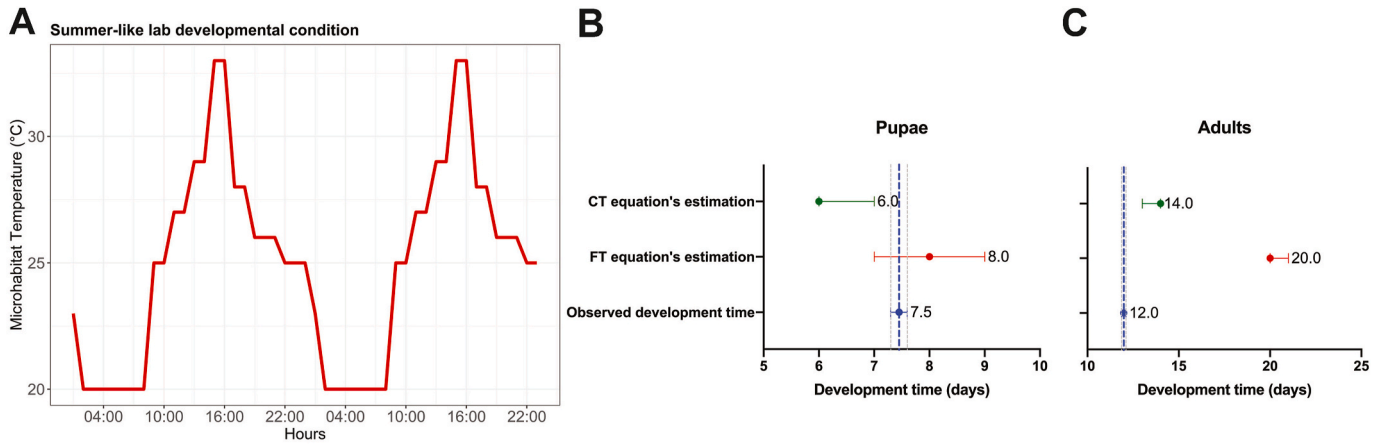 A
Summer-like lab developmental condition
Microhabitat Temperature (°C)
30
25
20
04:00 10:00 16:00 22:00 04:00 10:00 16:00 22:00
Hours
B
Pupae
CT equation's estimation
6.0
FT equation's estimation
8.0
Observed development time
7.5
5 6 7 8 9 10
Development time (days)
C
Adults
14.0
20.0
12.0
10 15 20 25
Development time (days)